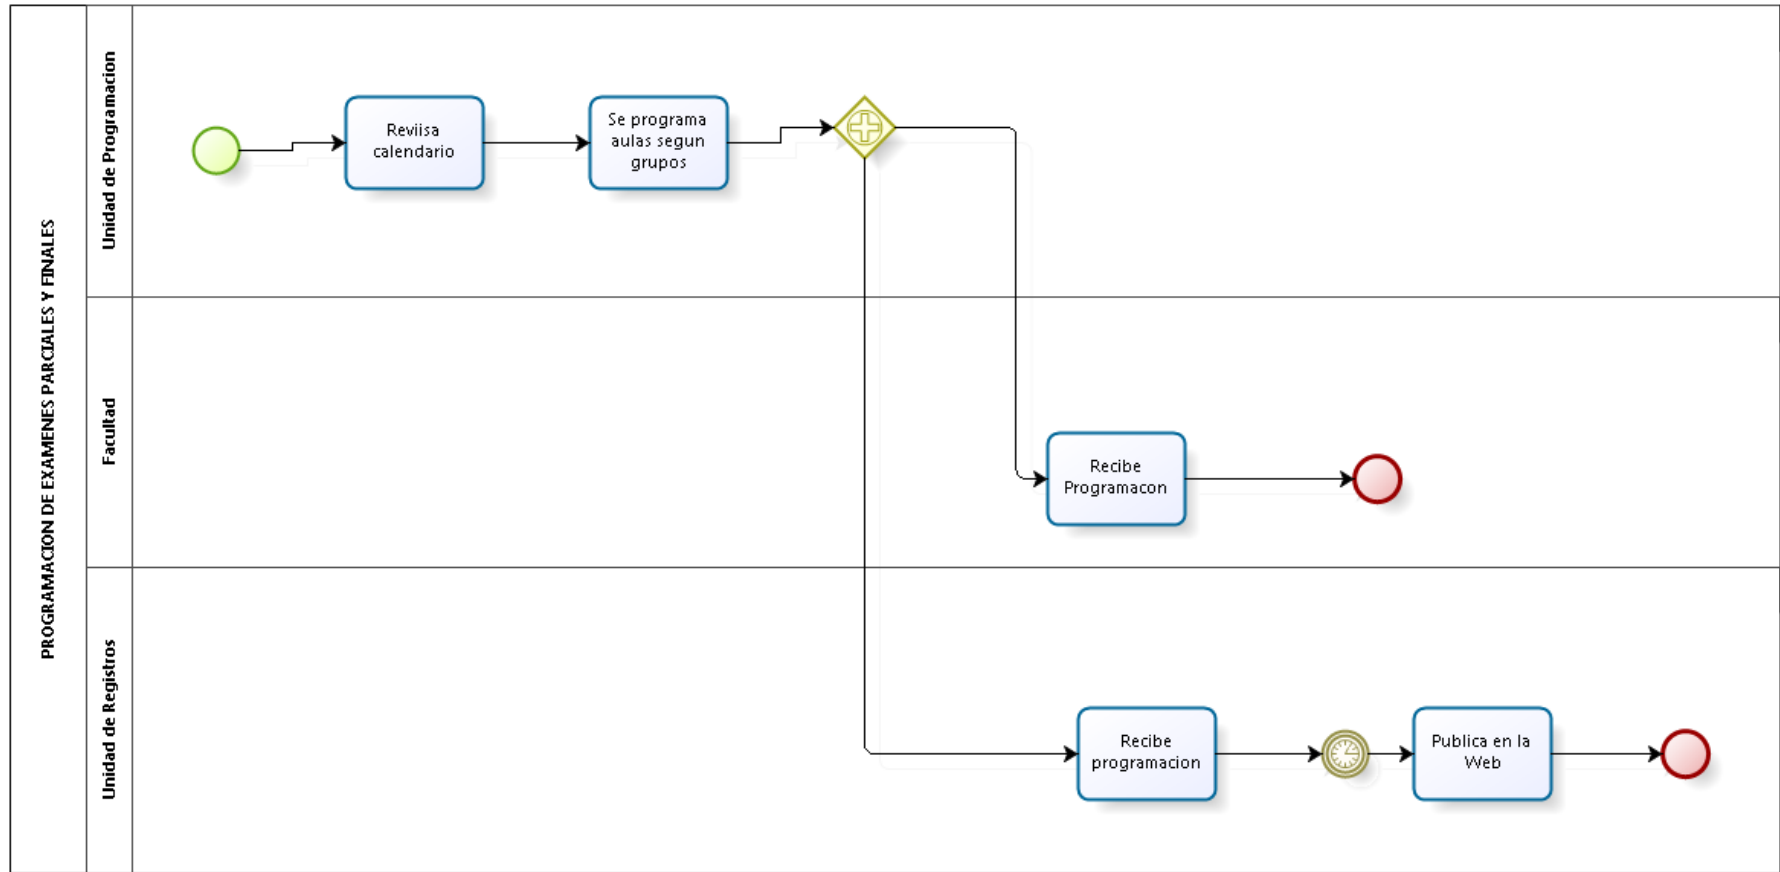 PROGRAMACION DE EXAMENES PARCIALES Y FINALES
Unidad de Programacion
Reviisa
calendario
Se programa
aulas segun
grupos
Facultad
Recibe
Programacon
Unidad de Registros
Recibe
programacion
Publica en la
Web